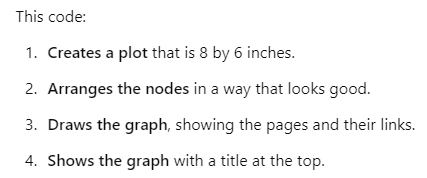 This code:
1. Creates a plot that is 8 by 6 inches.
2. Arranges the nodes in a way that looks good.
3. Draws the graph, showing the pages and their links.
4. Shows the graph with a title at the top.